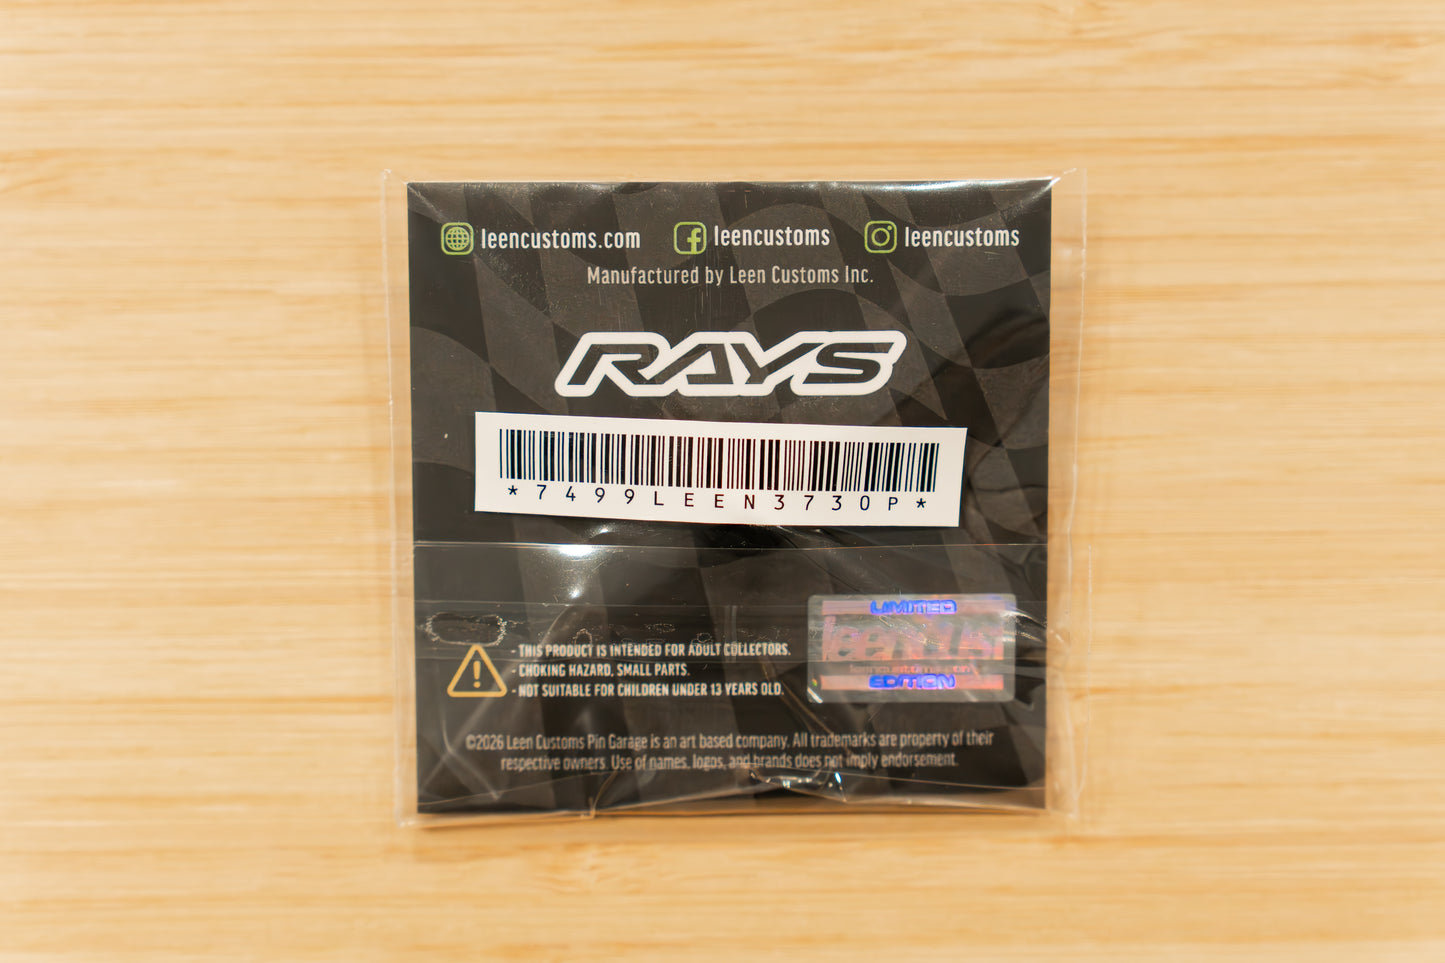 leencustoms.com leencustoms leencustoms
Manufactured by Leen Customs Inc.
RAYS
*7499LEEN3730P*
- THIS PRODUCT IS INTENDED FOR ADULT COLLECTORS.
- CHOKING HAZARD, SMALL PARTS.
- NOT SUITABLE FOR CHILDREN UNDER 13 YEARS OLD.
LIMITED
leencust
EDITION
©2026 Leen Customs Pin Garage is an art based company. All trademarks are property of their
respective owners. Use of names, logos, and brands does not imply endorsement.